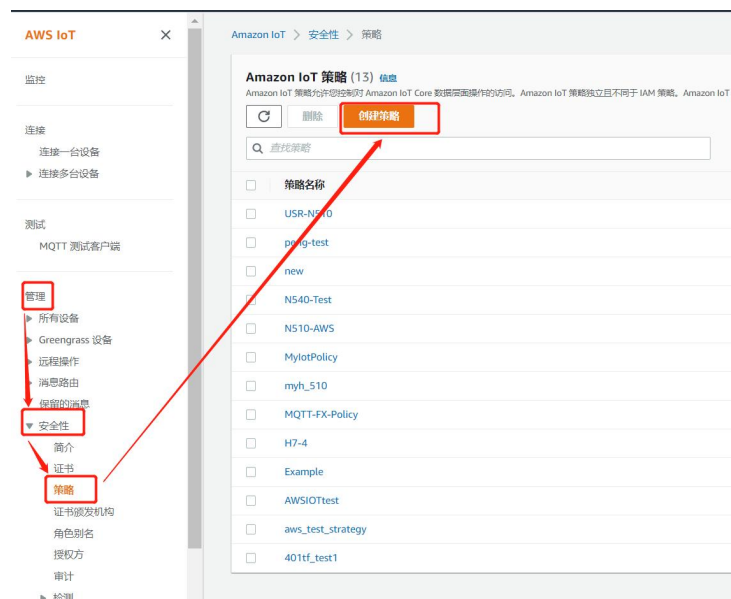 AWS IoT
监控
连接
连接一台设备
连接多台设备
测试
MQTT 测试客户端
管理
所有设备
Greengrass 设备
远程操作
消息路由
保留的消息
安全性
简介
证书
策略
证书颁发机构
角色别名
授权方
审计
检测
Amazon IoT > 安全性 > 策略
Amazon IoT 策略 (13) 信息
Amazon IoT 策略允许您控制对 Amazon IoT Core 数据层面操作的访问。Amazon IoT 策略独立且不同于 IAM 策略。Amazon IoT
删除
创建策略
查找策略
策略名称
USR-N510
peng-test
new
N540-Test
N510-AWS
MyIotPolicy
myh_510
MQTT-FX-Policy
H7-4
Example
AWSIOTtest
aws_test_strategy
401tf_test1